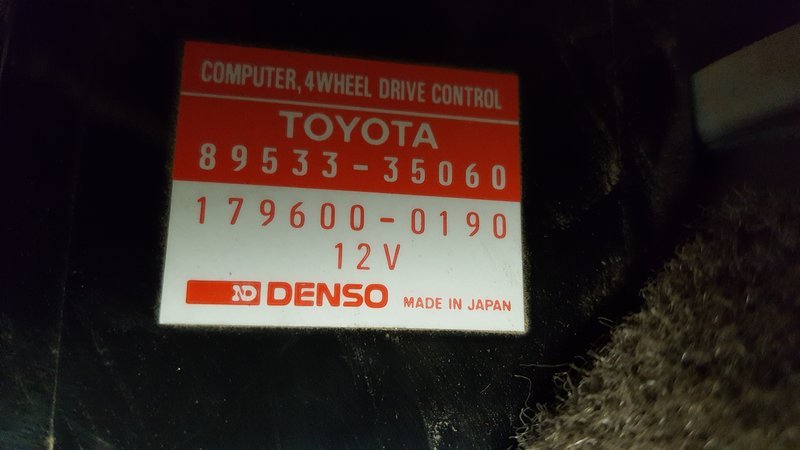 COMPUTER, 4WHEEL DRIVE CONTROL
TOYOTA
89533-35060
179600-0190
12V
ND DENSO MADE IN JAPAN